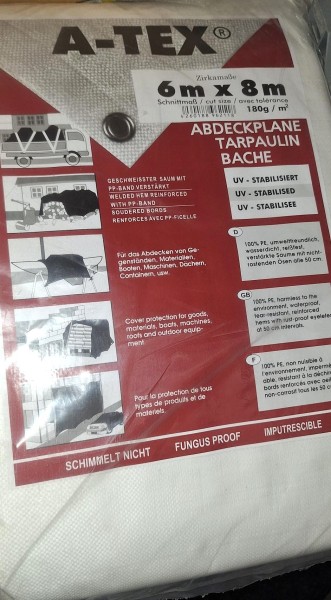 A-TEX®
Zirkamaße
6m x 8m
Schnittmaß / cut size / avec tolérance
180g / m²
ABDECKPLANE
TARPAULIN
BACHE
GESCHWEISSTER SAUM MIT
PP-BAND VERSTÄRKT
WELDED HEM REINFORCED
WITH PP-BAND
SOUDERED BORDS
RENFORCES AVEC PP-FICELLE
UV - STABILISIERT
UV - STABILISED
UV - STABILISEE
Für das Abdecken von Ge-
genständen, Materialien,
Booten, Maschinen, Dächern,
Containern, usw.
D
100% PE, umweltfreundlich,
wasserdicht, reißfest,
verstärkte Säume mit nicht-
rostenden Ösen alle 50 cm
Cover protection for goods,
materials, boats, machines,
roofs and outdoor equip-
ment.
GB
100% PE, harmless to the
environment, waterproof,
tear-resistant, reinforced
hems with rust-proof eyelets
at 50 cm intervals.
Pour la protection de tous
types de produits et de
matériels.
F
100% PE, non nuisible à
l'environnement, impermé
able, résistant à la déchir
bords renforcés avec oeil
non-corrosif tous les 50 c
SCHIMMELT NICHT FUNGUS PROOF IMPUTRESCIBLE